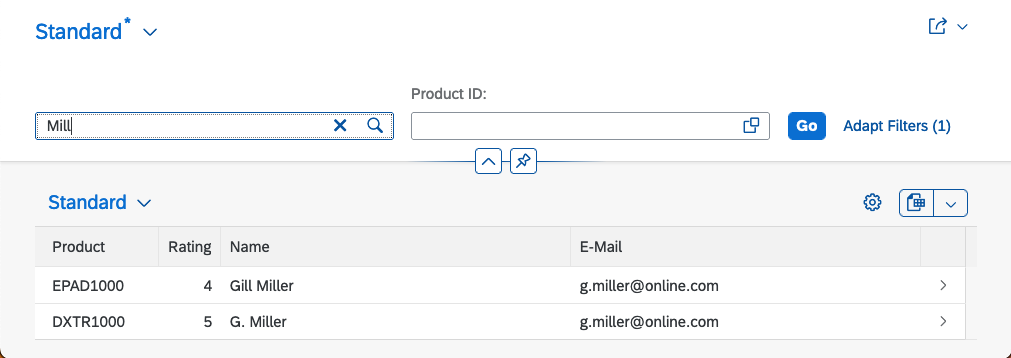 Standard*
Product ID:
Mill
Go
Adapt Filters (1)
Standard
Product Rating Name E-Mail
EPAD1000 4 Gill Miller g.miller@online.com
DXTR1000 5 G. Miller g.miller@online.com